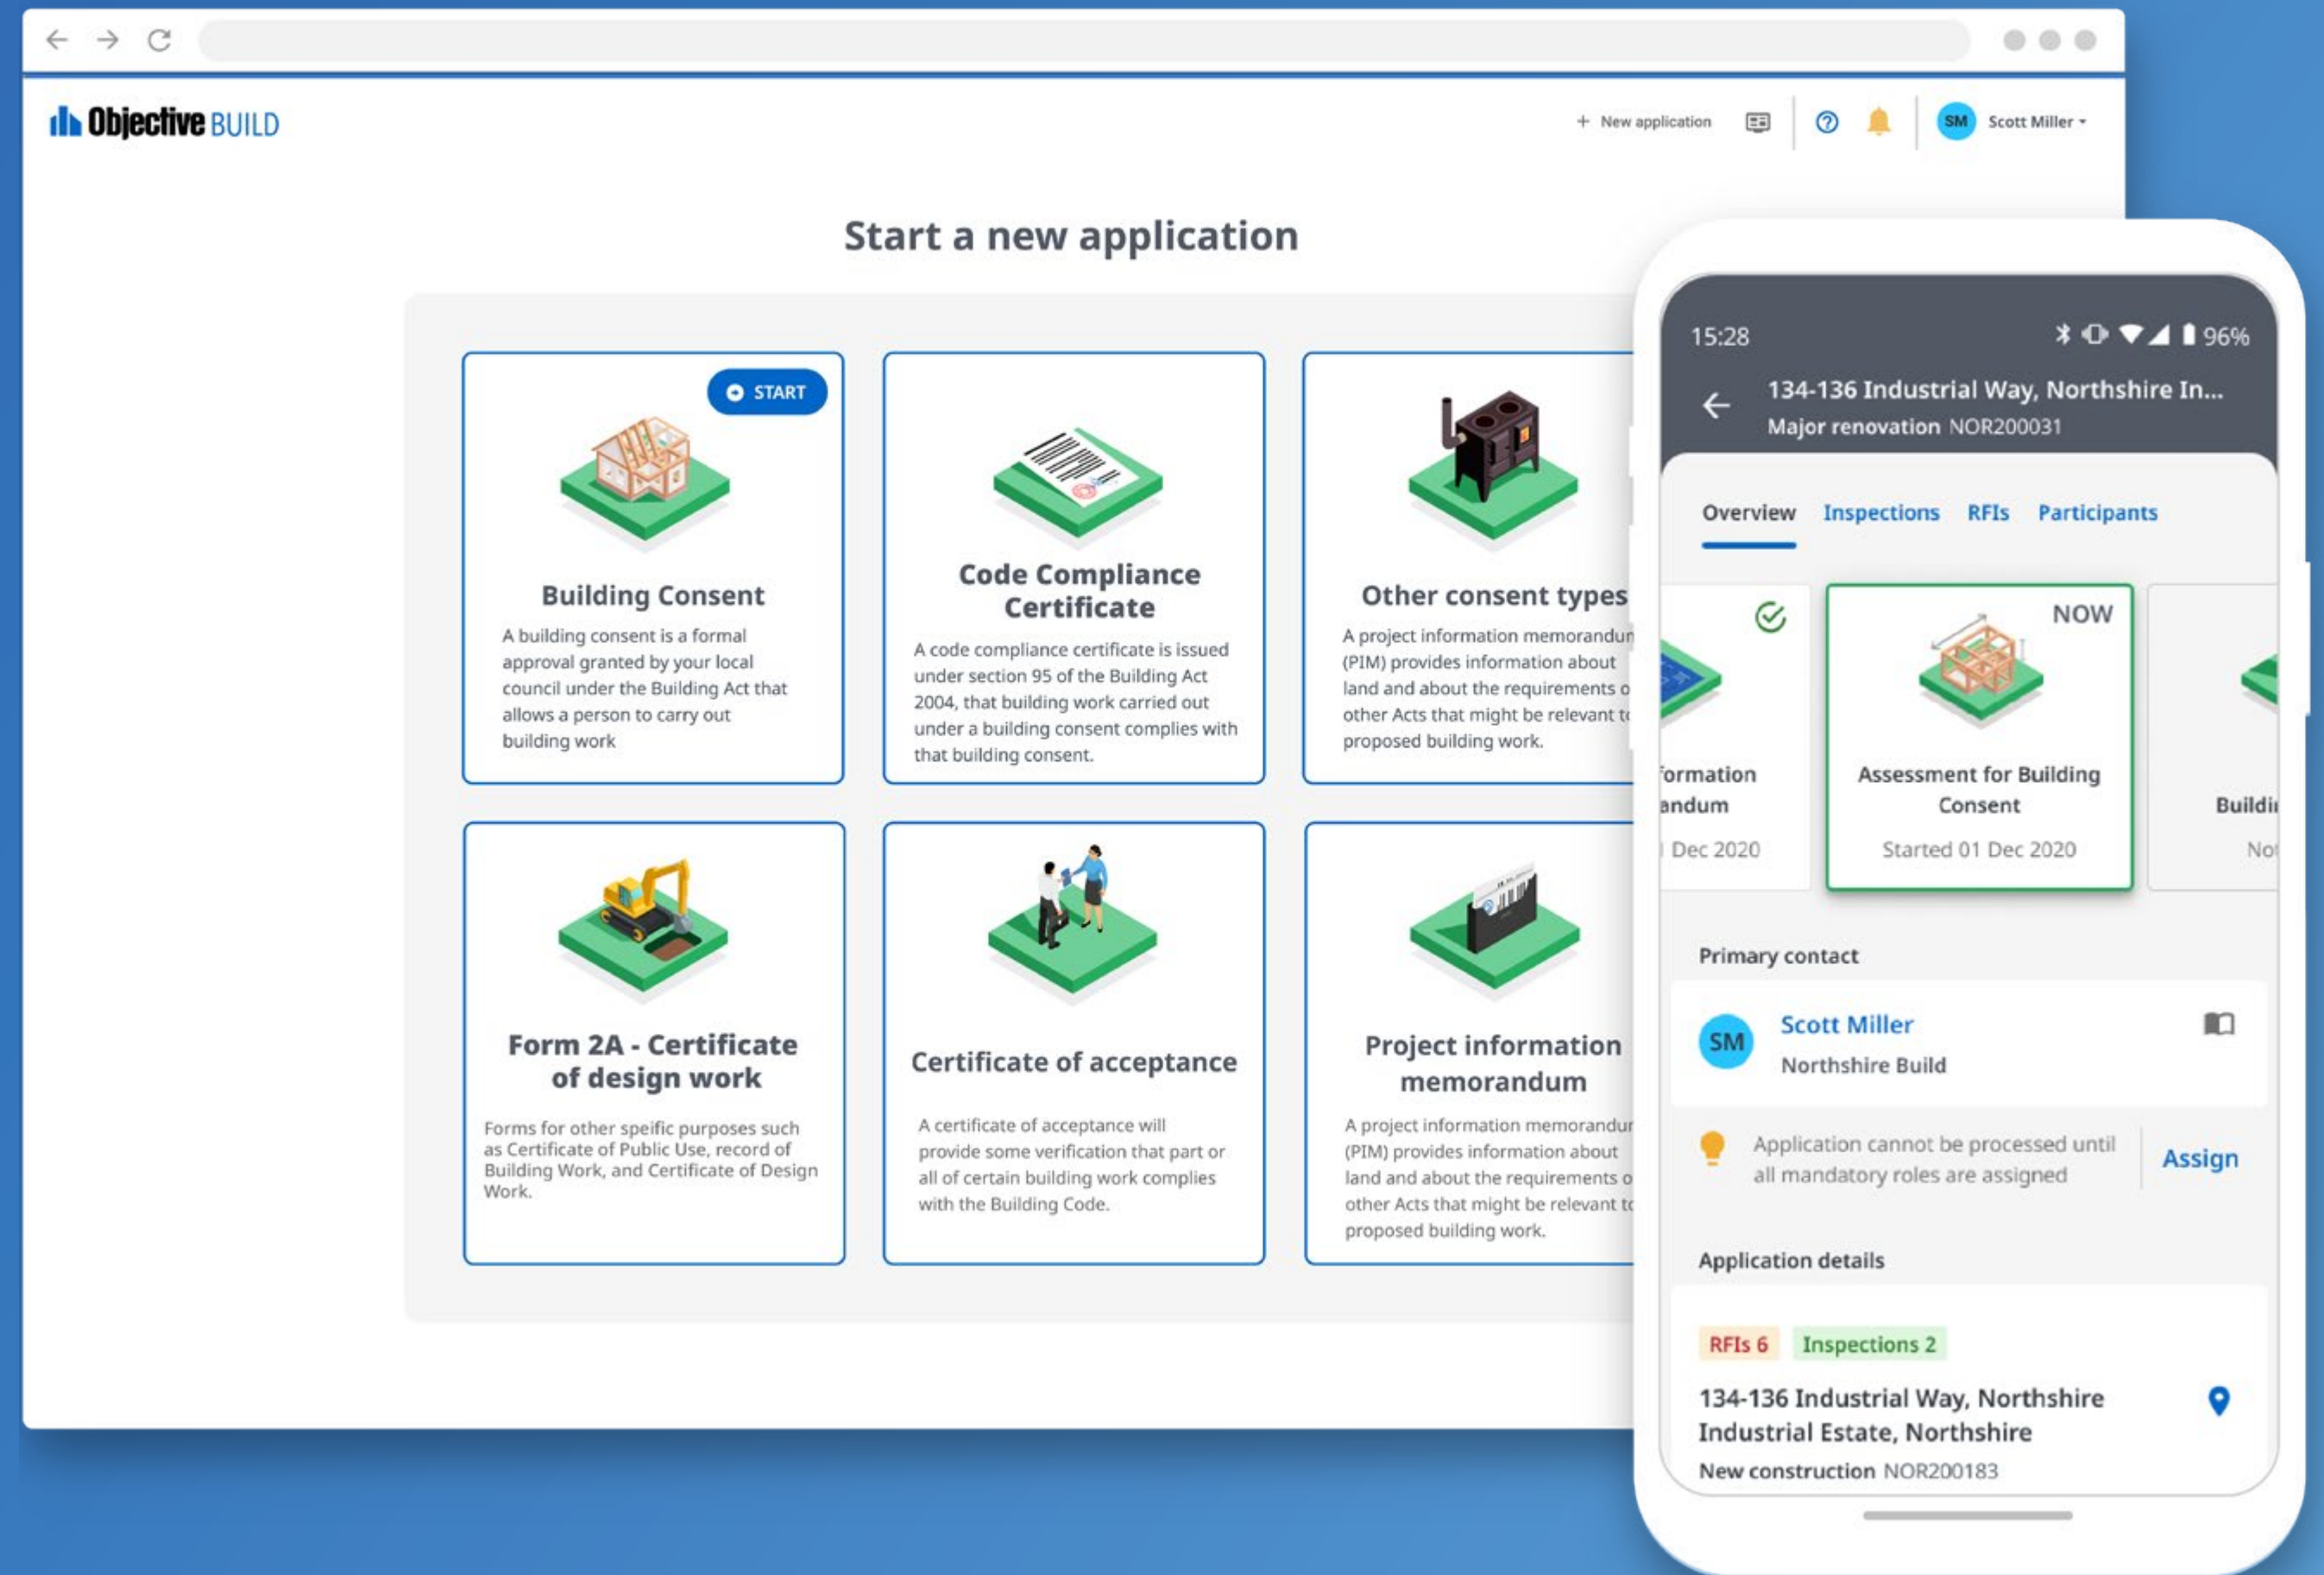 Objective BUILD
+ New application
SM Scott Miller
Start a new application
START
Building Consent
A building consent is a formal
approval granted by your local
council under the Building Act that
allows a person to carry out
building work
Code Compliance
Certificate
A code compliance certificate is issued
under section 95 of the Building Act
2004, that building work carried out
under a building consent complies with
that building consent.
Other consent types
A project information
(PIM) provides information about
land and about the requirements
other Acts that might be relevant
proposed building work.
Form 2A - Certificate
of design work
Forms for other speific purposes such
as Certificate of Public Use, record of
Building Work, and Certificate of Design
Work.
Certificate of acceptance
A certificate of acceptance will
provide some verification that part or
all of certain building work complies
with the Building Code.
Project information
memorandum
A project information
(PIM) provides information about
land and about the requirements
other Acts that might be relevant
proposed building work.
15:28 96%
134-136 Industrial Way, Northshire In...
Major renovation NOR200031
Overview Inspections RFIs Participants
ormation
andum
Dec 2020
NOW
Assessment for Building
Consent
Started 01 Dec 2020
Primary contact
SM
Scott Miller
Northshire Build
Application cannot be processed until
all mandatory roles are assigned
Assign
Application details
RFIs 6 Inspections 2
134-136 Industrial Way, Northshire
Industrial Estate, Northshire
New construction NOR200183